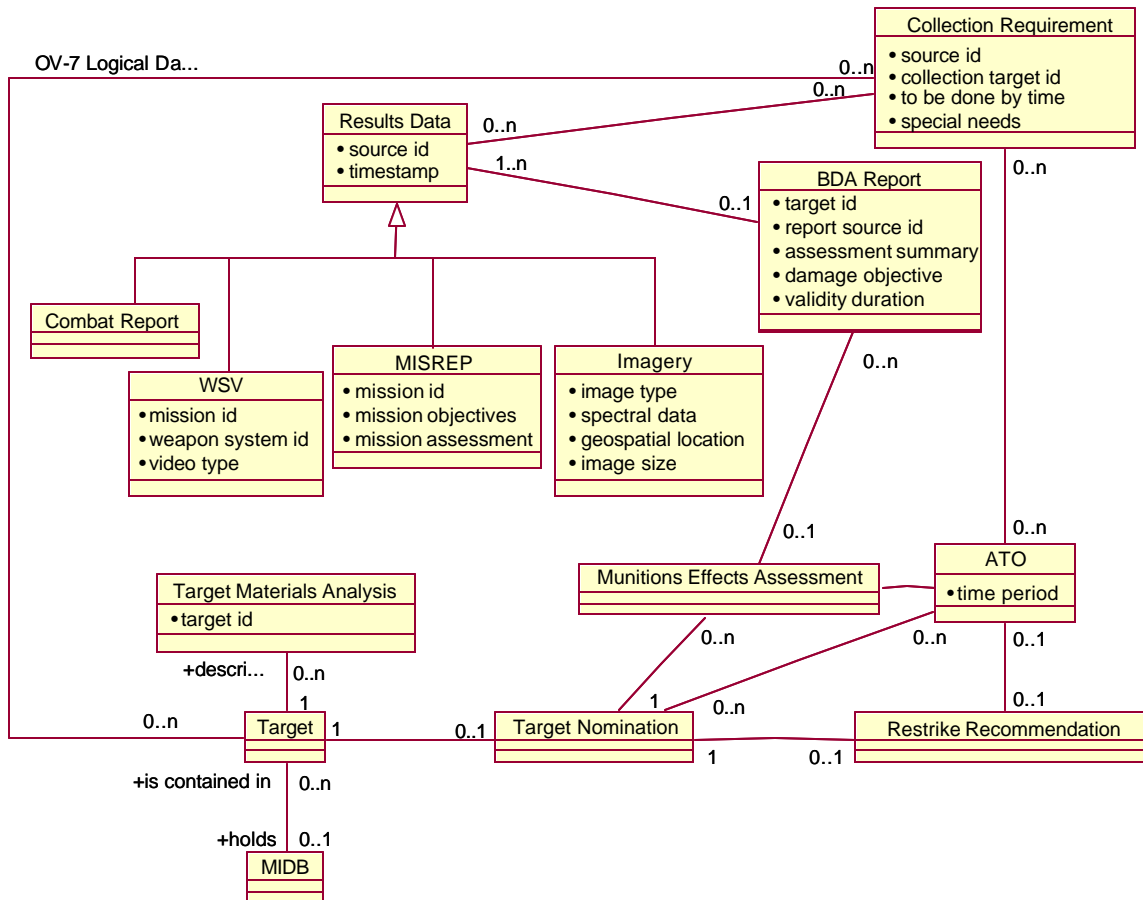 Collection Requirement
• source id
• collection target id
• to be done by time
• special needs
OV-7 Logical Da...
0..n
0..n
Results Data
• source id
• timestamp
0..n
1..n
0..n
BDA Report
• target id
• report source id
• assessment summary
• damage objective
• validity duration
0..1
Combat Report
WSV
• mission id
• weapon system id
• video type
MISREP
• mission id
• mission objectives
• mission assessment
Imagery
• image type
• spectral data
• geospatial location
• image size
0..n
0..1
0..n
Munitions Effects Assessment
ATO
• time period
Target Materials Analysis
• target id
+descri...
0..n
0..n
0..n
0..1
1
1
0..n
0..1
0..n
Target
1
0..1
Target Nomination
1
0..1
Restrike Recommendation
+is contained in
0..n
+holds
0..1
MIDB